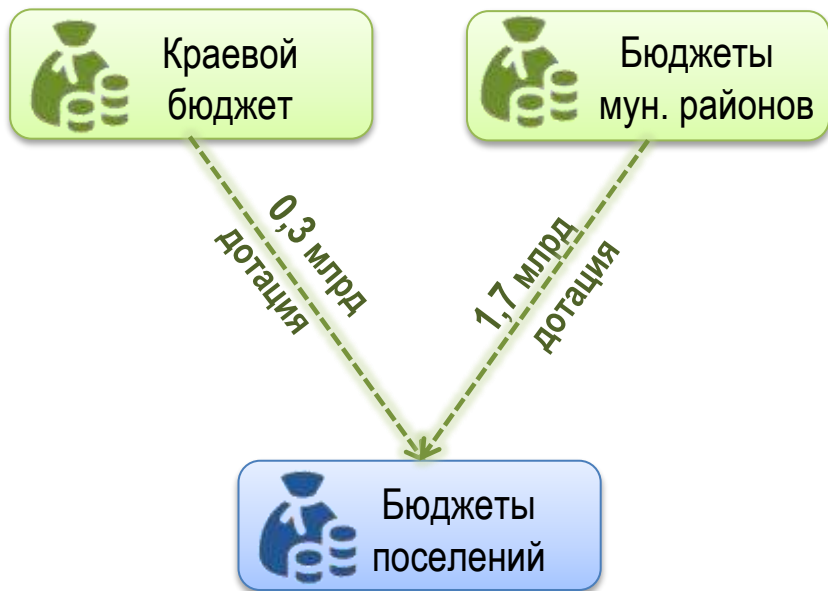 Краевой
бюджет
Бюджеты
мун. районов
0,3 млрд
дотация
1,7 млрд
дотация
Бюджеты
поселений